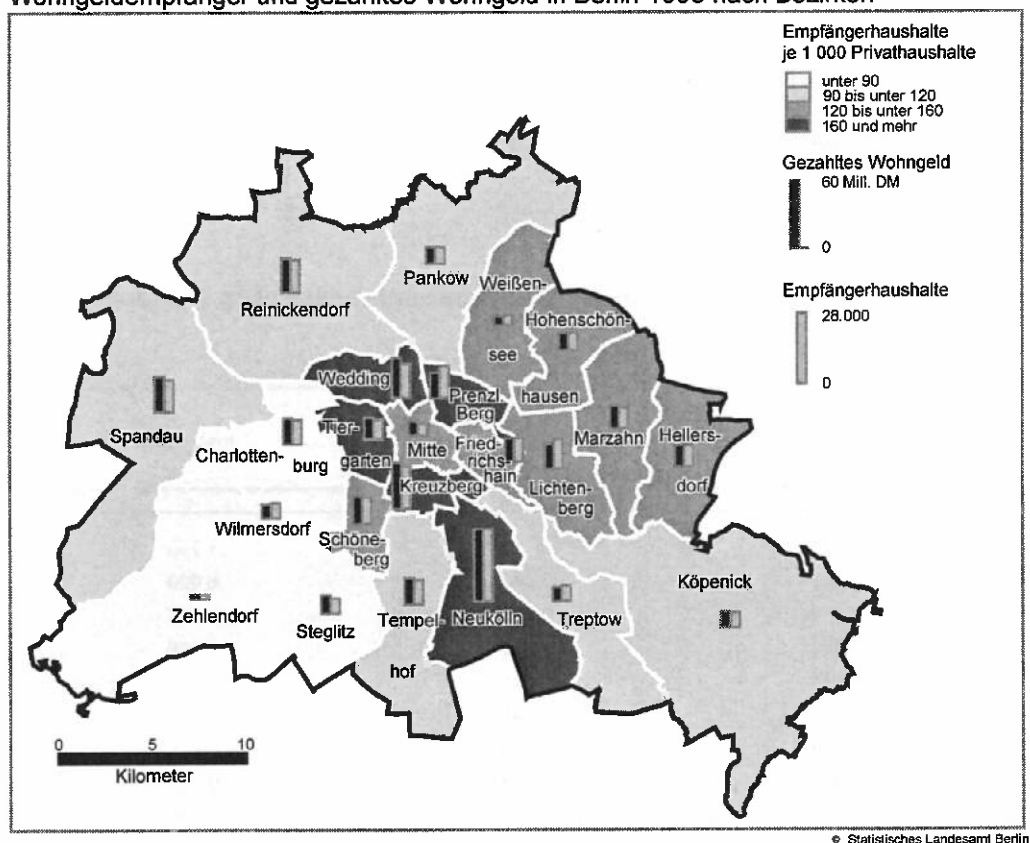 Empfängerhaushalte
je 1 000 Privathaushalte
unter 90
90 bis unter 120
120 bis unter 160
160 und mehr
Gezahltes Wohngeld
60 Mill. DM
0
Empfängerhaushalte
28.000
0
Pankow
Weißen-
see
Reinickendorf
Hohenschön-
hausen
Wedding
Prenzl.
Berg
Spandau
Charlotten-
burg
Tier-
garten
Mitte
Fried-
richs-
hain
Marzahn
Hellers-
dorf
Kreuzberg
Lichten-
berg
Wilmersdorf
Schöne-
berg
Zehlendorf
Steglitz
Tempel-
hof
Neukölln
Treptow
Köpenick
0 5 10
Kilometer
© Statistisches Landesamt Berlin